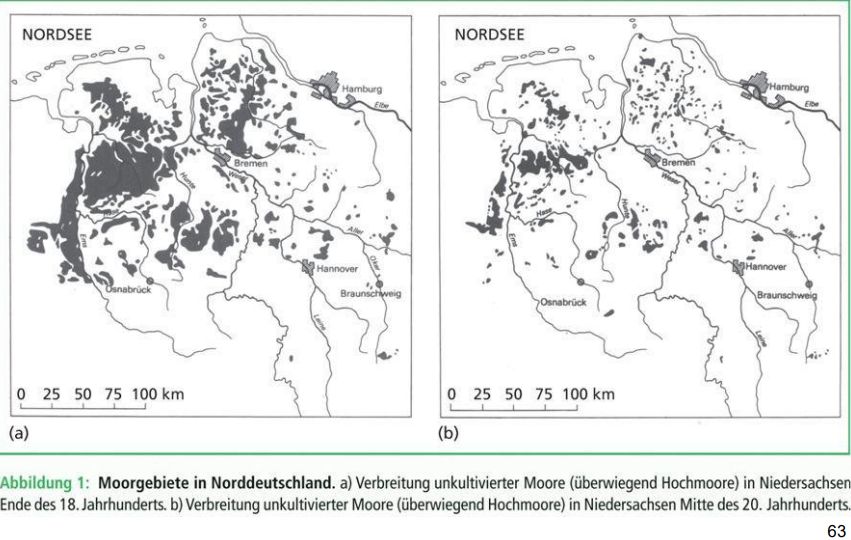 NORDSEE
Hamburg
Elbe
Bremen
Weser
Hunte
Ems
Aller
Oker
Hannover
Osnabrück
Braunschweig
Leine
0 25 50 75 100 km
(a)
NORDSEE
Hamburg
Elbe
Bremen
Weser
Hunte
Hase
Ems
Aller
Hannover
Osnabrück
Braunschweig
Leine
0 25 50 75 100 km
(b)
Abbildung 1: Moorgebiete in Norddeutschland. a) Verbreitung unkultivierter Moore (überwiegend Hochmoore) in Niedersachsen
Ende des 18. Jahrhunderts. b) Verbreitung unkultivierter Moore (überwiegend Hochmoore) in Niedersachsen Mitte des 20. Jahrhunderts.
63